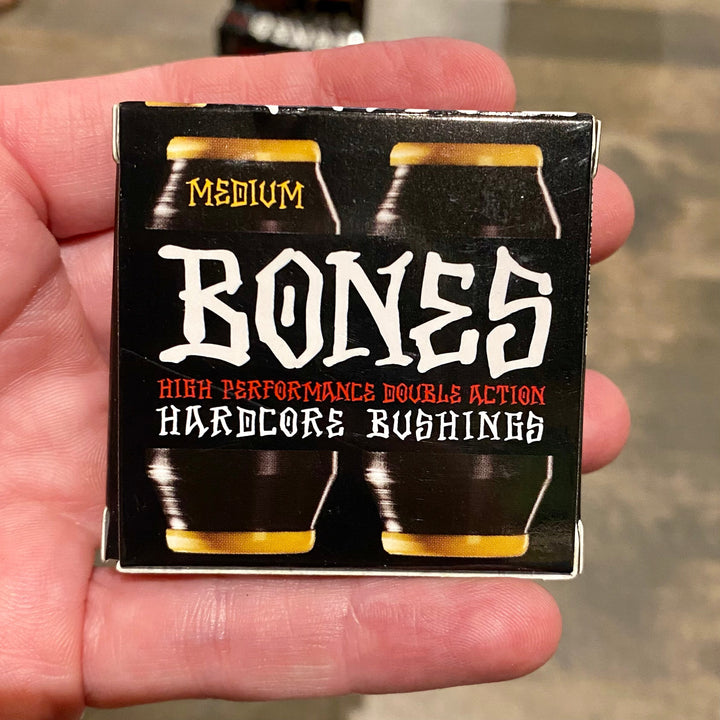 MEDIUM
BONES
HIGH PERFORMANCE DOUBLE ACTION
HARDCORE BUSHINGS